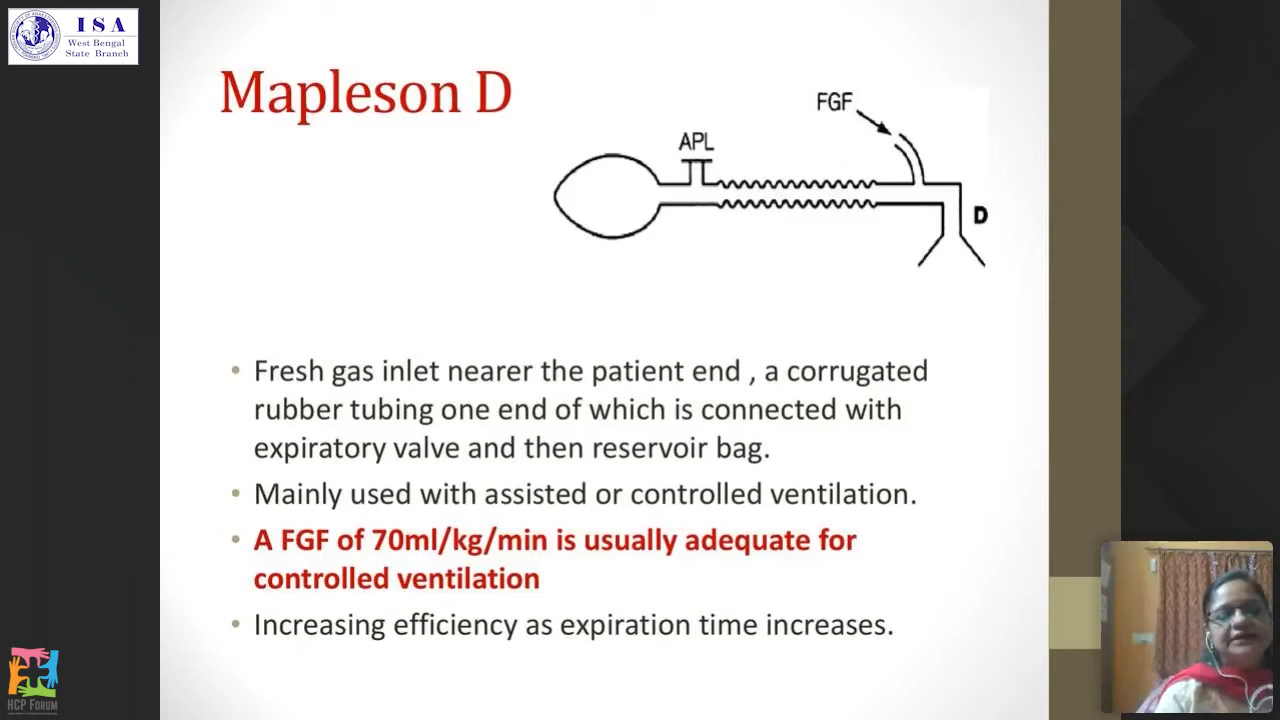 I S A
West Bengal
State Branch
Mapleson D
FGF
APL
D
• Fresh gas inlet nearer the patient end , a corrugated
rubber tubing one end of which is connected with
expiratory valve and then reservoir bag.
• Mainly used with assisted or controlled ventilation.
• A FGF of 70ml/kg/min is usually adequate for
controlled ventilation
• Increasing efficiency as expiration time increases.
HCP FORUM